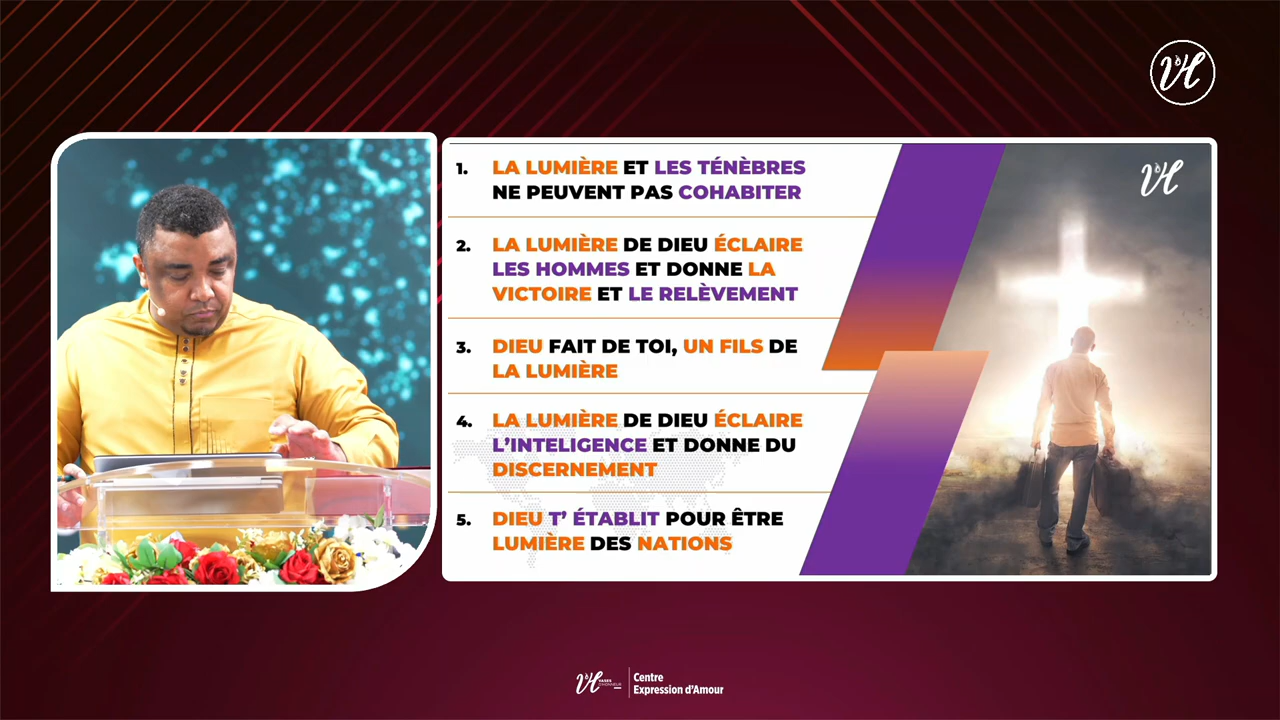 V'H
1. LA LUMIÈRE ET LES TÉNÈBRES
NE PEUVENT PAS COHABITER
2. LA LUMIÈRE DE DIEU ÉCLAIRE
LES HOMMES ET DONNE LA
VICTOIRE ET LE RELÈVEMENT
3. DIEU FAIT DE TOI, UN FILS DE
LA LUMIÈRE
4. LA LUMIÈRE DE DIEU ÉCLAIRE
L'INTELIGENCE ET DONNE DU
DISCERNEMENT
5. DIEU T' ÉTABLIT POUR ÊTRE
LUMIÈRE DES NATIONS
V'H
V'H VASES D'HONNEUR
Centre
Expression d'Amour